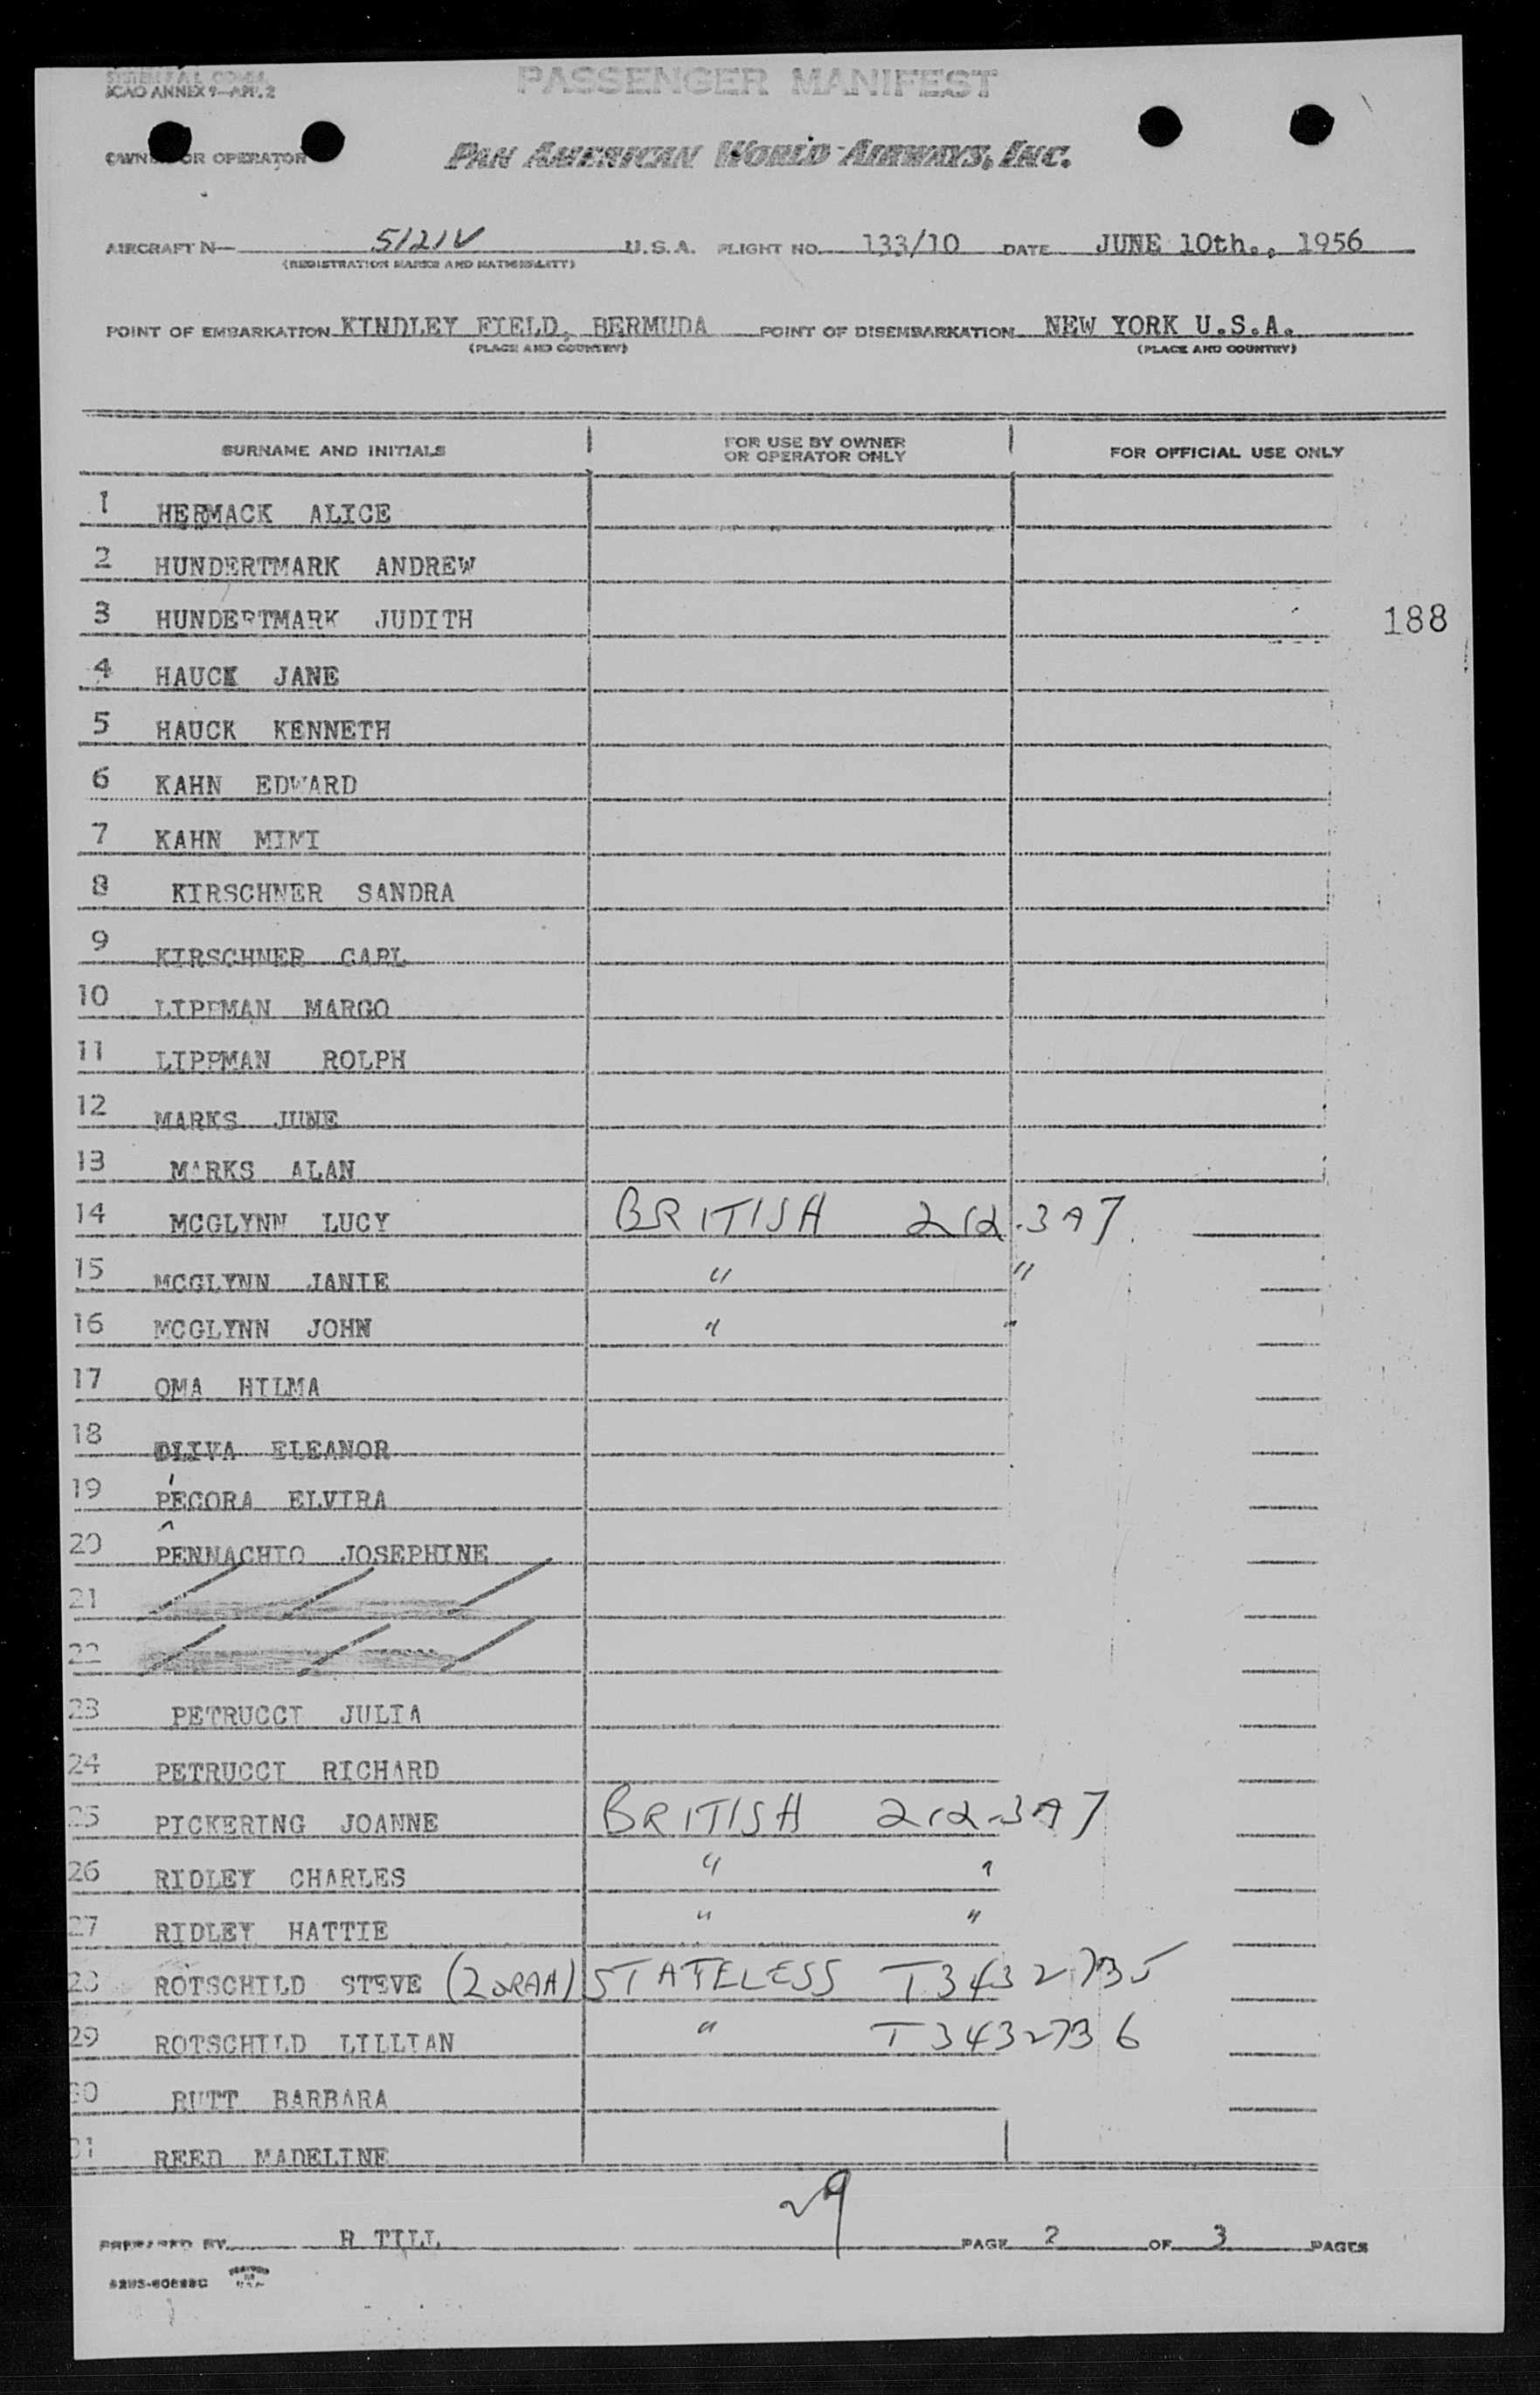 SYSTEM F.A.L. COMM.
ICAO ANNEX 9—APP. 2
PASSENGER MANIFEST
OWNER OR OPERATOR PAN AMERICAN WORLD AIRWAYS, INC.
AIRCRAFT N— 5121V U.S.A. FLIGHT NO. 133/10 DATE JUNE 10th., 1956
(REGISTRATION MARKS AND NATIONALITY)
POINT OF EMBARKATION KINDLEY FIELD, BERMUDA POINT OF DISEMBARKATION NEW YORK U.S.A.
(PLACE AND COUNTRY) (PLACE AND COUNTRY)
SURNAME AND INITIALS FOR USE BY OWNER OR OPERATOR ONLY FOR OFFICIAL USE ONLY
1 HERMACK ALICE
2 HUNDERTMARK ANDREW
3 HUNDERTMARK JUDITH 188
4 HAUCK JANE
5 HAUCK KENNETH
6 KAHN EDWARD
7 KAHN MIMI
8 KIRSCHNER SANDRA
9 KIRSCHNER CARL
10 LIPPMAN MARGO
11 LIPPMAN ROLPH
12 MARKS JUNE
13 MARKS ALAN
14 MCGLYNN LUCY BRITISH 212.3A7
15 MCGLYNN JANIE " "
16 MCGLYNN JOHN " "
17 OMA HILMA
18 OLIVA ELEANOR
19 PECORA ELVIRA
20 PENNACHIO JOSEPHINE
21
22
23 PETRUCCI JULIA
24 PETRUCCI RICHARD
25 PICKERING JOANNE BRITISH 212.3A7
26 RIDLEY CHARLES " "
27 RIDLEY HATTIE " "
28 ROTSCHILD STEVE (ZORAH) STATELESS T3432735
29 ROTSCHILD LILLIAN " T3432736
30 RUTT BARBARA
31 REED MADELINE
29
PREPARED BY R TILL PAGE 2 OF 3 PAGES